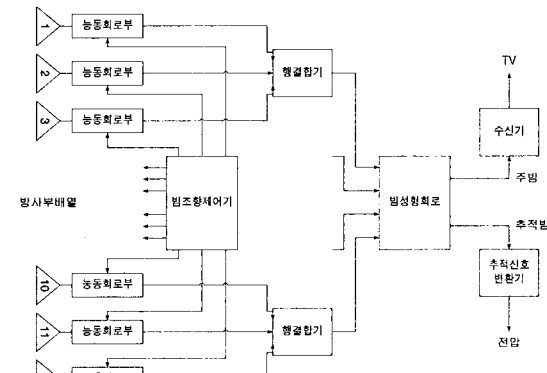 1
능동회로부
2
능동회로부
3
능동회로부
행결합기
TV
수신기
주빔
방사부배열
빔조향제어기
빔성형회로
추적빔
추적신호
변환기
전압
10
능동회로부
11
능동회로부
행결합기